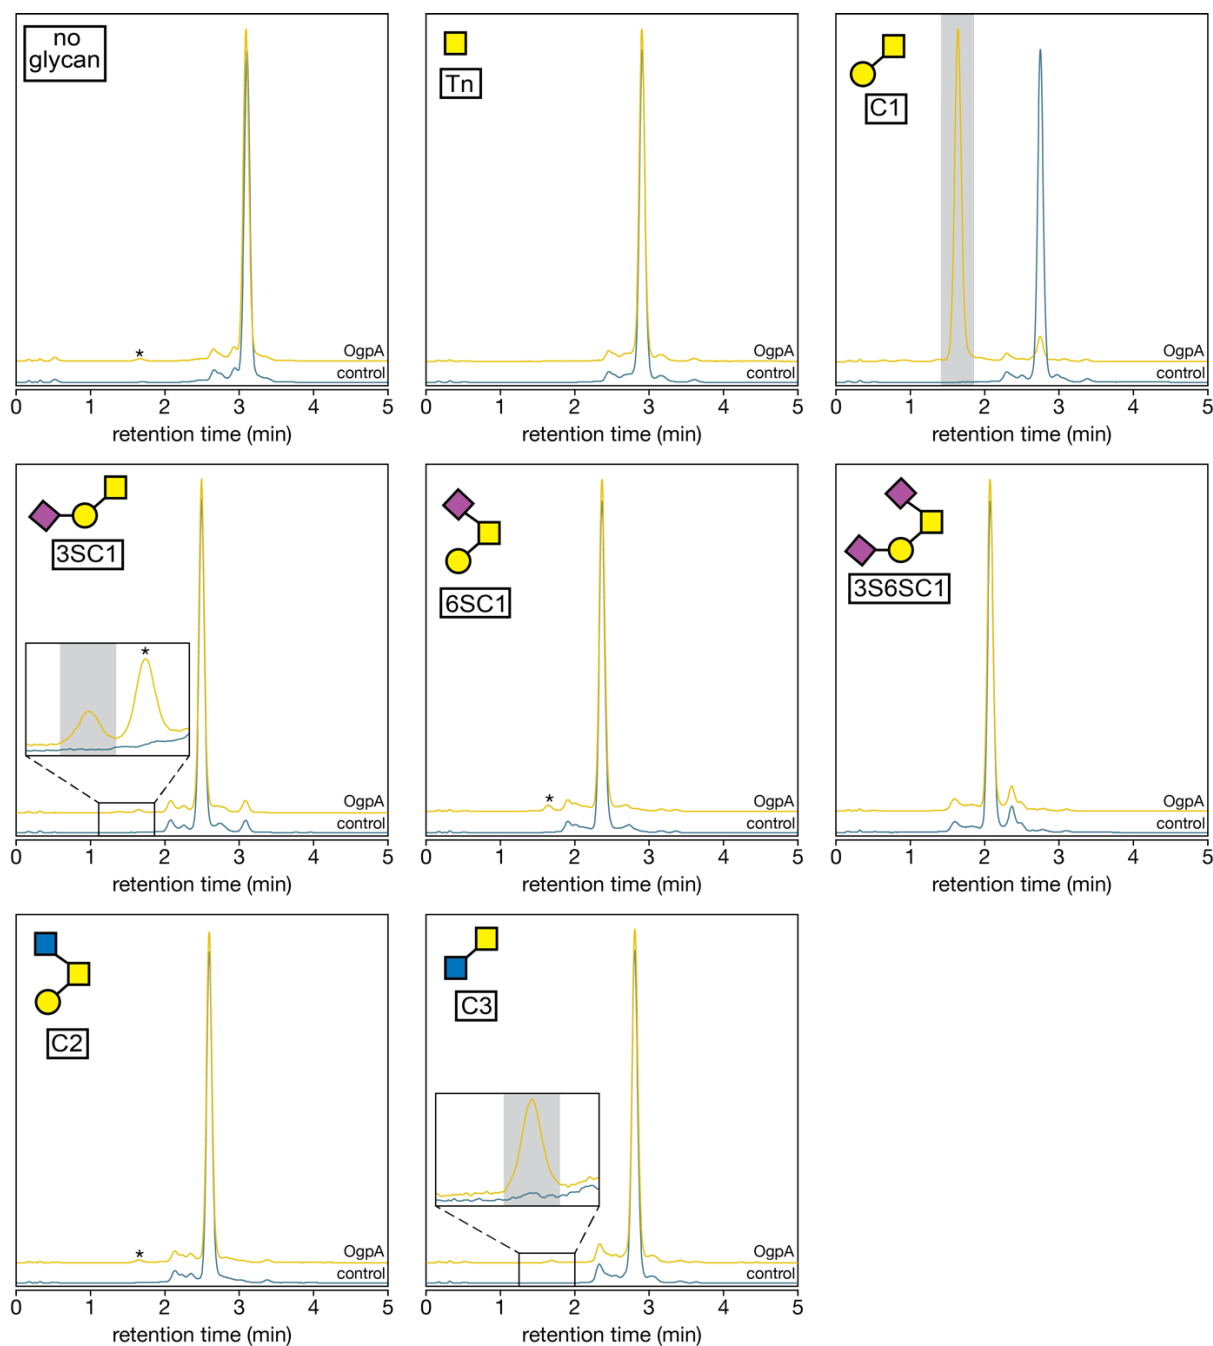 no
glycan
*
OgpA
control
0 1 2 3 4 5
retention time (min)
Tn
OgpA
control
0 1 2 3 4 5
retention time (min)
C1
OgpA
control
0 1 2 3 4 5
retention time (min)
3SC1
*
OgpA
control
0 1 2 3 4 5
retention time (min)
6SC1
*
OgpA
control
0 1 2 3 4 5
retention time (min)
3S6SC1
OgpA
control
0 1 2 3 4 5
retention time (min)
C2
*
OgpA
control
0 1 2 3 4 5
retention time (min)
C3
OgpA
control
0 1 2 3 4 5
retention time (min)